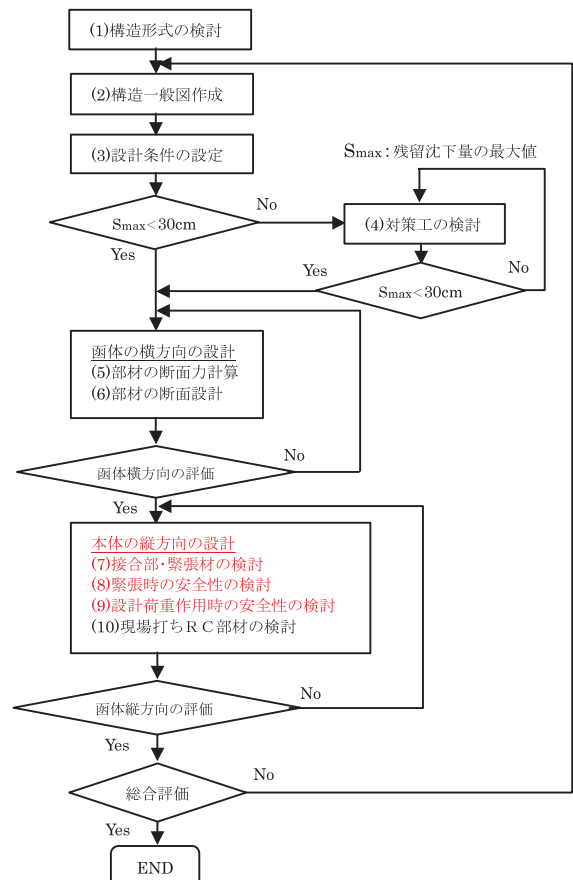 (1)構造形式の検討
(2)構造一般図作成
(3)設計条件の設定
Smax：残留沈下量の最大値
Smax<30cm
No
Yes
(4)対策工の検討
Smax<30cm
Yes
No
函体の横方向の設計
(5)部材の断面力計算
(6)部材の断面設計
函体横方向の評価
No
Yes
本体の縦方向の設計
(7)接合部・緊張材の検討
(8)緊張時の安全性の検討
(9)設計荷重作用時の安全性の検討
(10)現場打ちＲＣ部材の検討
函体縦方向の評価
No
Yes
総合評価
No
Yes
END